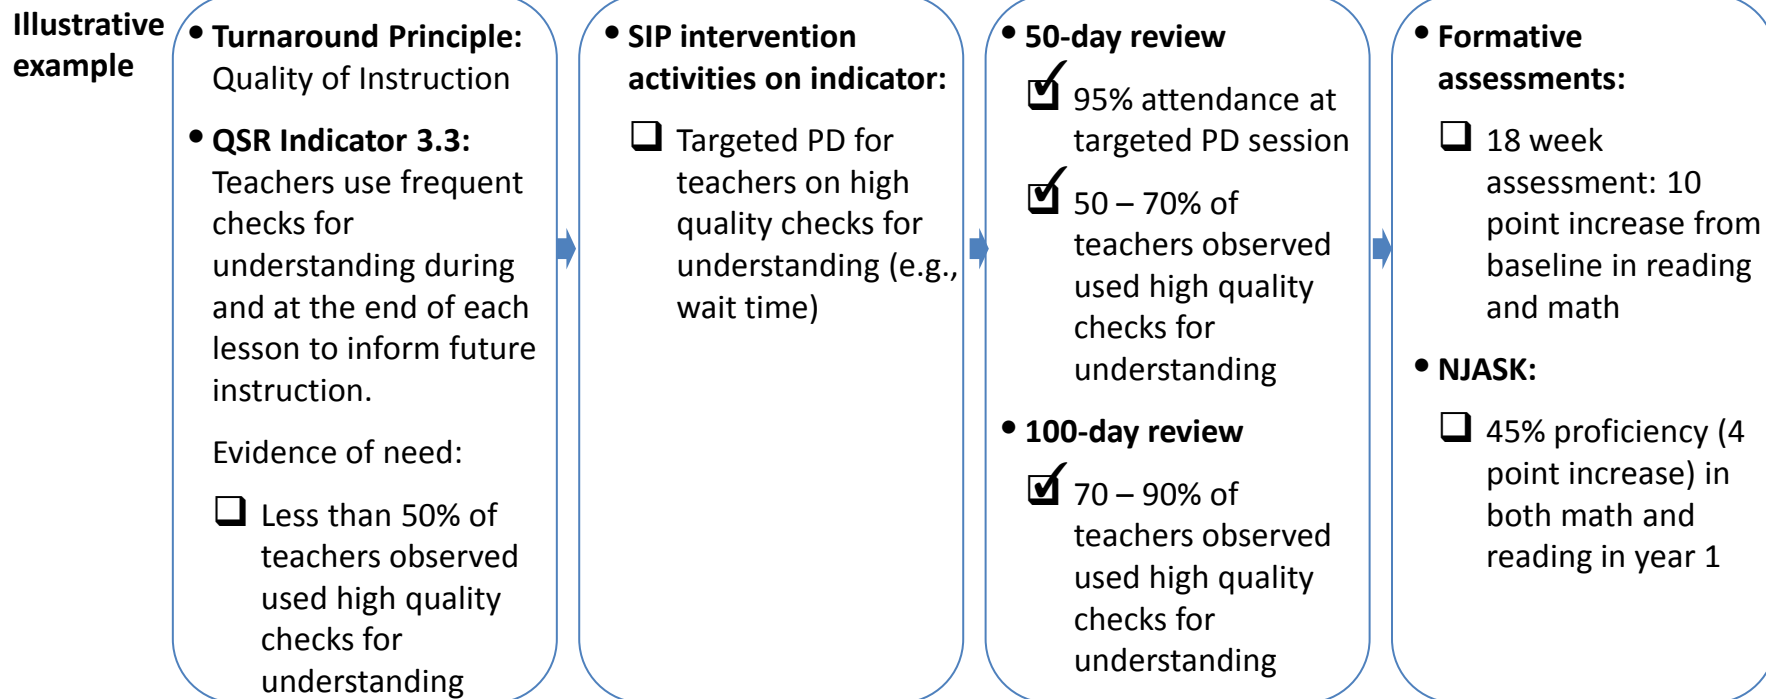 Illustrative
example
• Turnaround Principle:
Quality of Instruction
• QSR Indicator 3.3:
Teachers use frequent
checks for
understanding during
and at the end of each
lesson to inform future
instruction.
Evidence of need:
❑ Less than 50% of
teachers observed
used high quality
checks for
understanding
• SIP intervention
activities on indicator:
❑ Targeted PD for
teachers on high
quality checks for
understanding (e.g.,
wait time)
• 50-day review
❑✓ 95% attendance at
targeted PD session
❑✓ 50 – 70% of
teachers observed
used high quality
checks for
understanding
• 100-day review
❑✓ 70 – 90% of
teachers observed
used high quality
checks for
understanding
• Formative
assessments:
❑ 18 week
assessment: 10
point increase from
baseline in reading
and math
• NJASK:
❑ 45% proficiency (4
point increase) in
both math and
reading in year 1